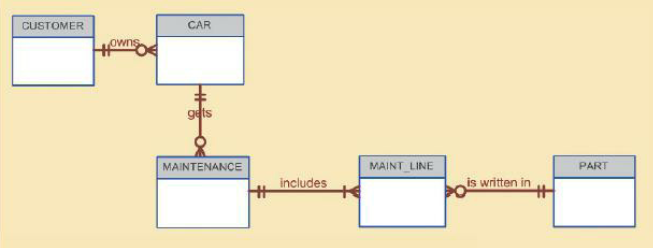 CUSTOMER
owns
CAR
gets
MAINTENANCE
includes
MAINT_LINE
is written in
PART